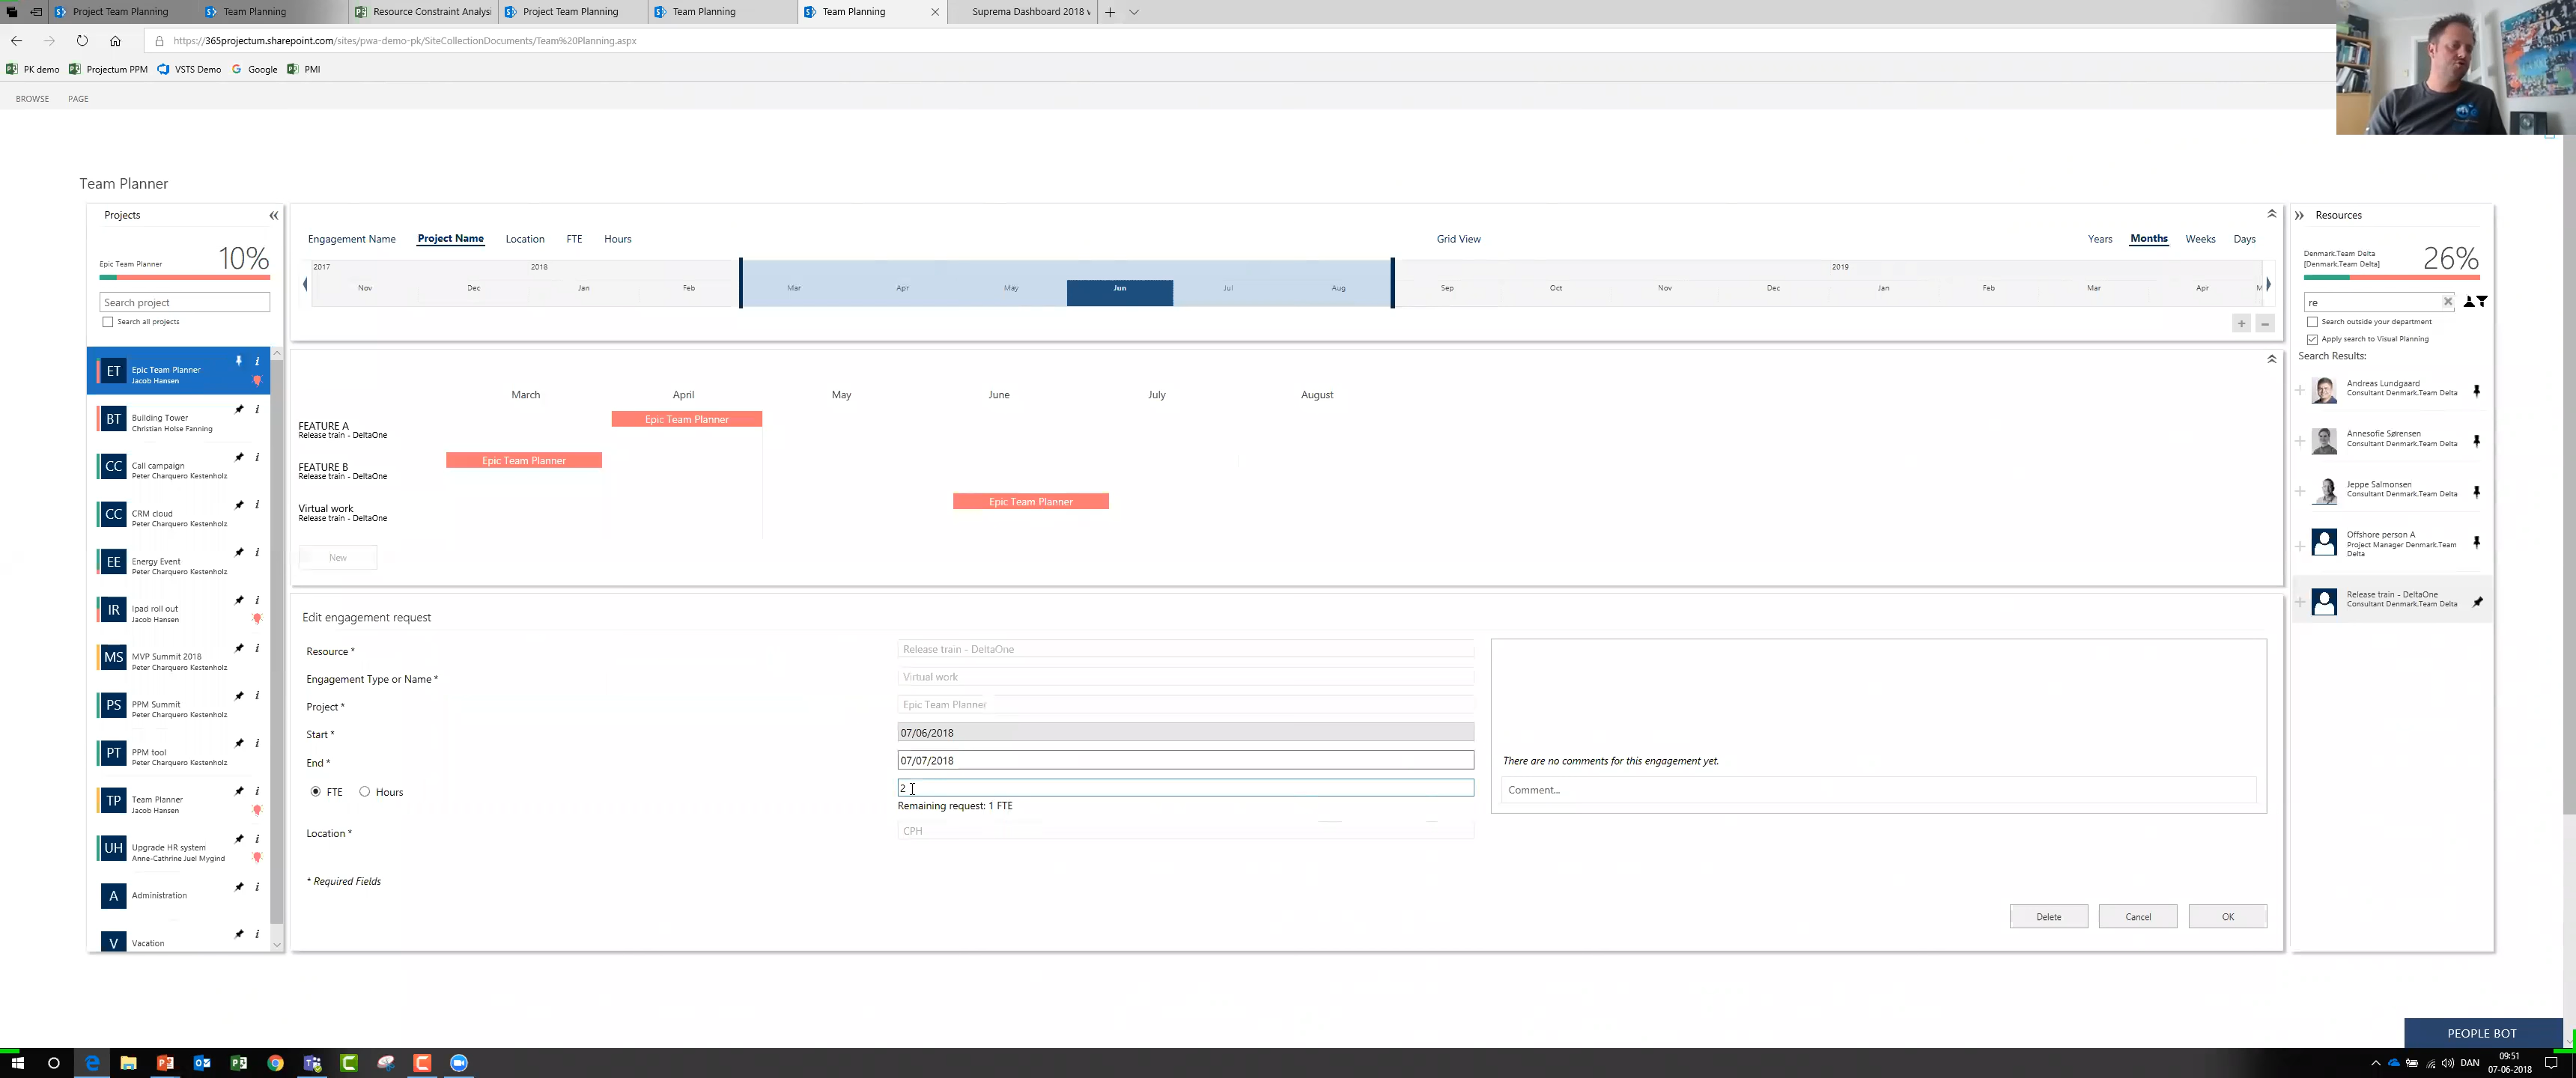 Project Team Planning
Team Planning
Resource Constraint Analysi
Project Team Planning
Team Planning
Team Planning
Suprema Dashboard 2018 v
https://365projectum.sharepoint.com/sites/pwa-demo-pk/SiteCollectionDocuments/Team%20Planning.aspx
PK demo Projectum PPM VSTS Demo Google PMI
BROWSE PAGE
Team Planner
Projects
Epic Team Planner 10%
Search project
Search all projects
ET Epic Team Planner
Jacob Hansen
BT Building Tower
Christian Holse Fanning
CC Call campaign
Peter Charquero Kestenholz
CC CRM cloud
Peter Charquero Kestenholz
EE Energy Event
Peter Charquero Kestenholz
IR Ipad roll out
Jacob Hansen
MS MVP Summit 2018
Peter Charquero Kestenholz
PS PPM Summit
Peter Charquero Kestenholz
PT PPM tool
Peter Charquero Kestenholz
TP Team Planner
Jacob Hansen
UH Upgrade HR system
Anne-Cathrine Juel Mygind
A Administration
V Vacation
Engagement Name Project Name Location FTE Hours Grid View Years Months Weeks Days
2017 2018 2019
Nov Dec Jan Feb Mar Apr May Jun Jul Aug Sep Oct Nov Dec Jan Feb Mar Apr M
March April May June July August
FEATURE A Epic Team Planner
Release train - DeltaOne
FEATURE B Epic Team Planner
Release train - DeltaOne
Virtual work Epic Team Planner
Release train - DeltaOne
New
Edit engagement request
Resource * Release train - DeltaOne
Engagement Type or Name * Virtual work
Project * Epic Team Planner
Start * 07/06/2018
End * 07/07/2018
FTE Hours 2
Remaining request: 1 FTE
Location * CPH
* Required Fields
There are no comments for this engagement yet.
Comment...
Delete Cancel OK
Resources
Denmark.Team Delta
[Denmark.Team Delta]
26%
re
Search outside your department
Apply search to Visual Planning
Search Results:
Andreas Lundgaard
Consultant Denmark.Team Delta
Annesofie Sørensen
Consultant Denmark.Team Delta
Jeppe Salmonsen
Consultant Denmark.Team Delta
Offshore person A
Project Manager Denmark.Team
Delta
Release train - DeltaOne
Consultant Denmark.Team Delta
PEOPLE BOT
DAN
09:51
07-06-2018